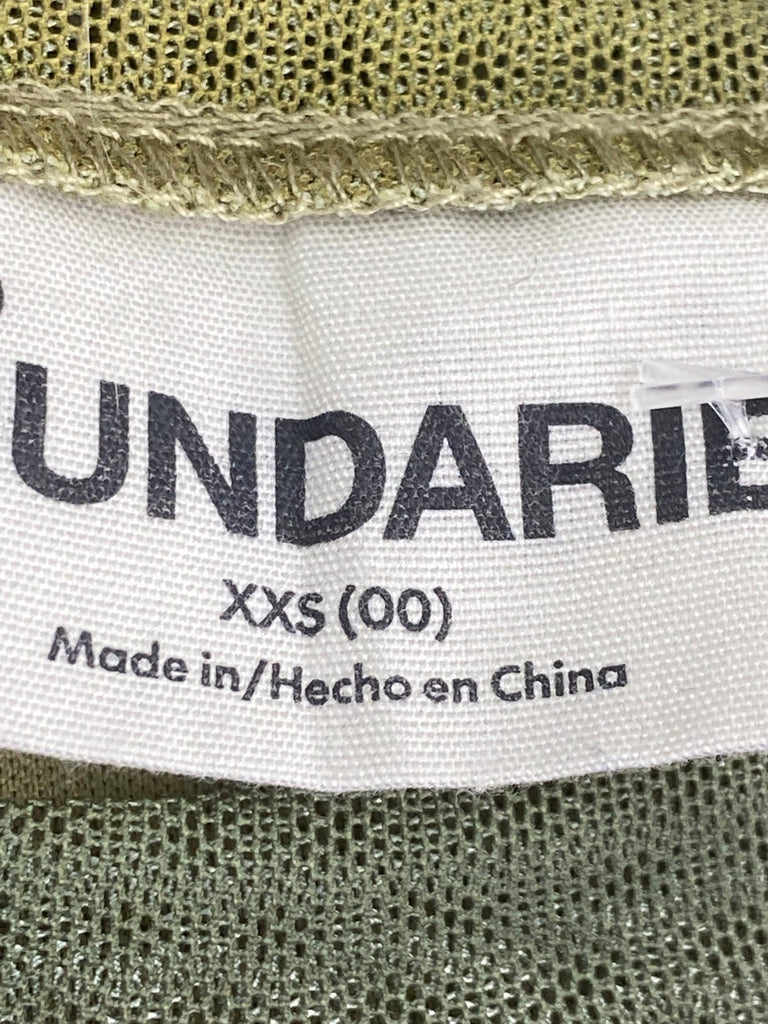 UNDARIE
XXS (00)
Made in/Hecho en China